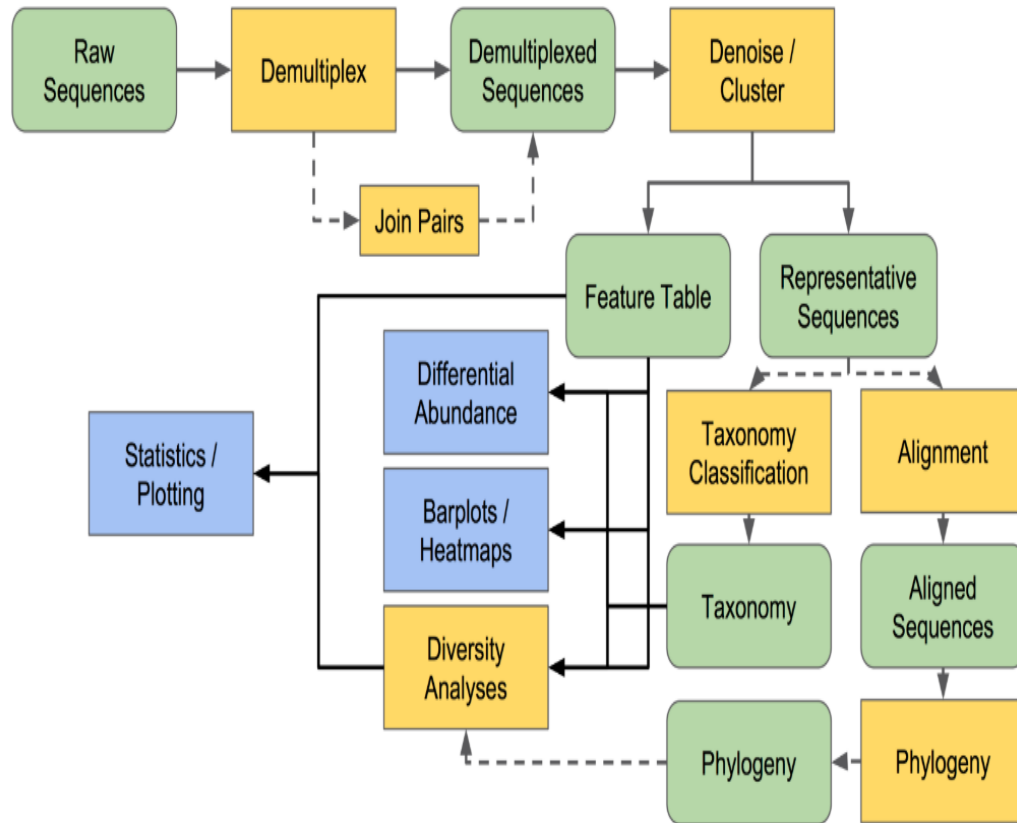 Raw
Sequences
Demultiplex
Demultiplexed
Sequences
Denoise /
Cluster
Join Pairs
Feature Table
Representative
Sequences
Differential
Abundance
Taxonomy
Classification
Alignment
Statistics /
Plotting
Barplots /
Heatmaps
Taxonomy
Aligned
Sequences
Diversity
Analyses
Phylogeny
Phylogeny